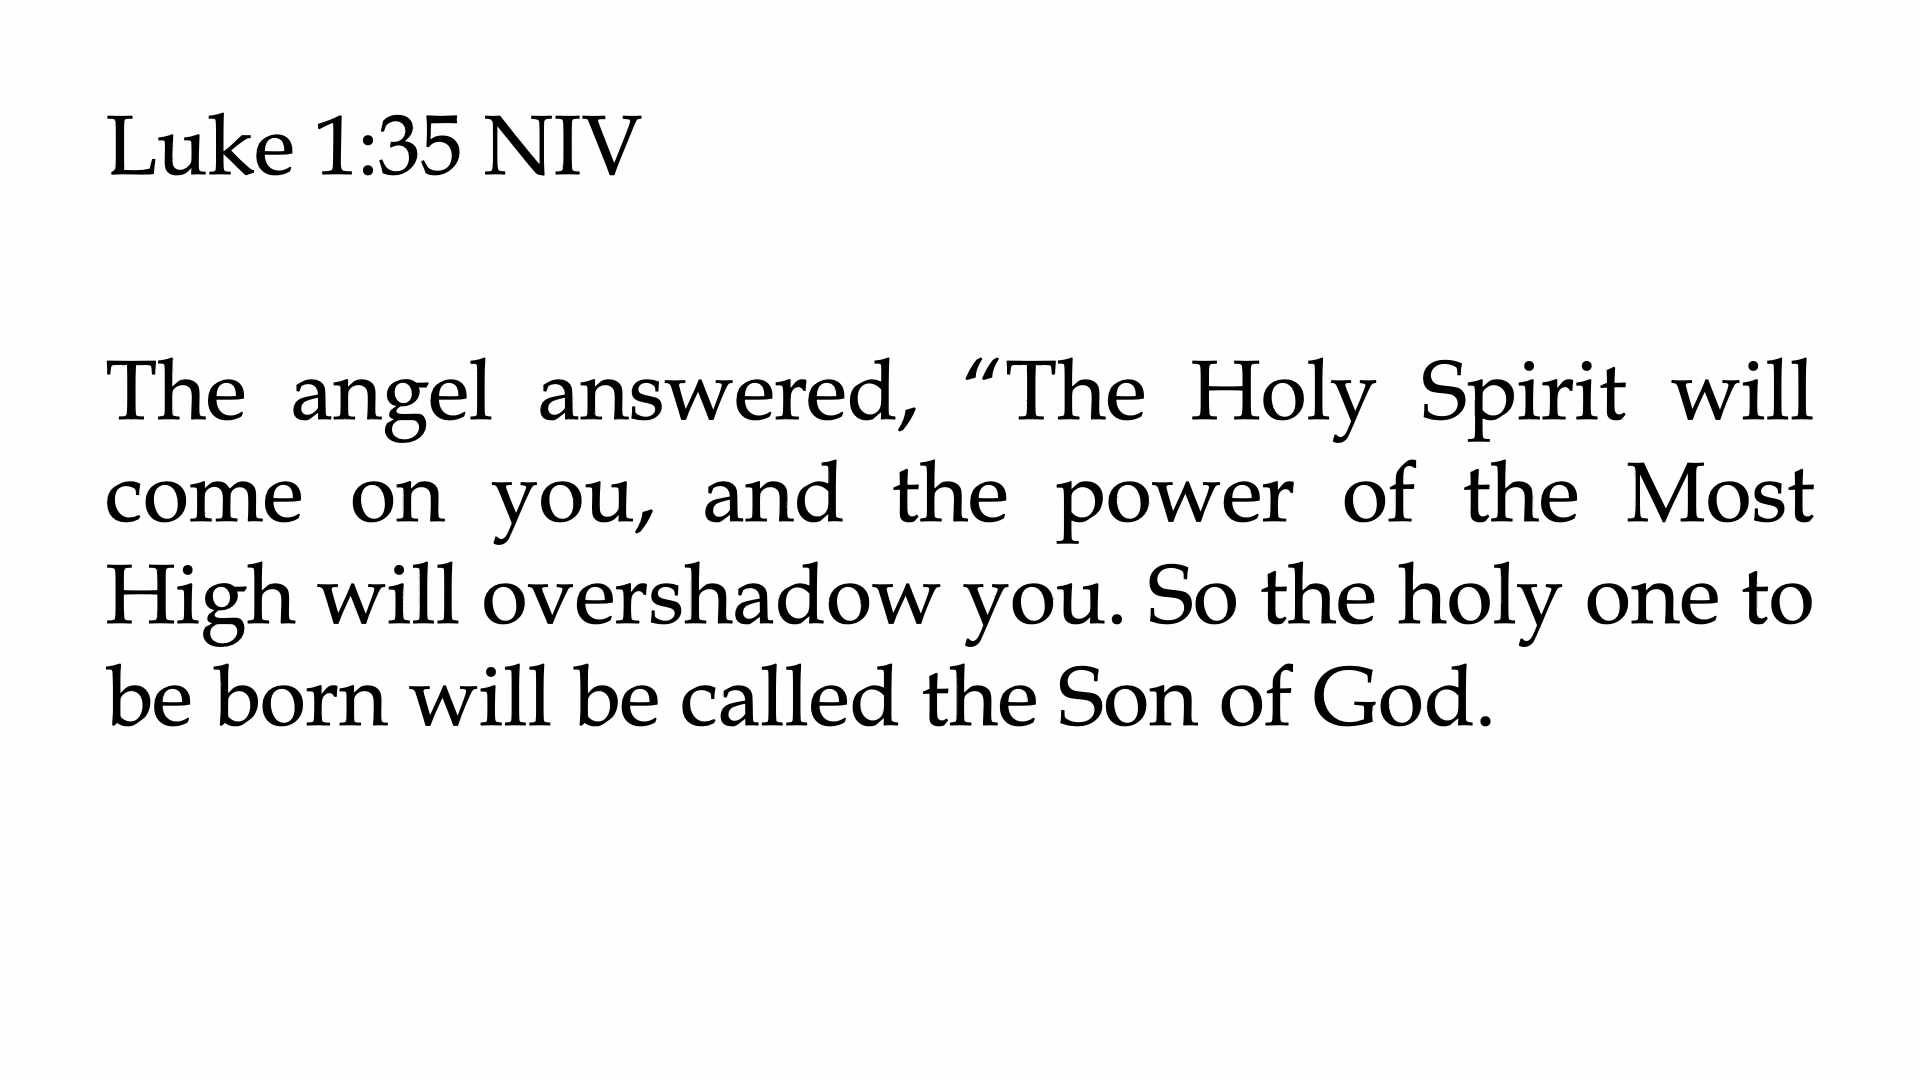 Luke 1:35 NIV
The angel answered, “The Holy Spirit will
come on you, and the power of the Most
High will overshadow you. So the holy one to
be born will be called the Son of God.